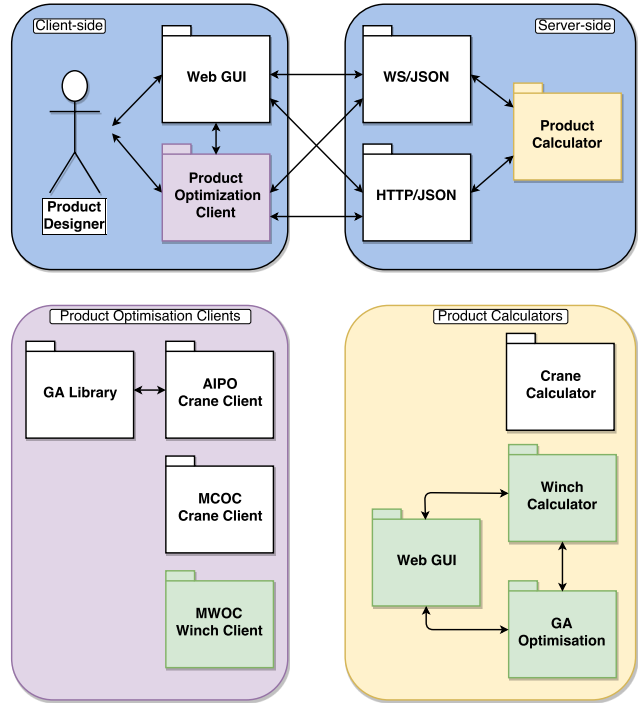 Client-side
Server-side
Web GUI
WS/JSON
Product
Calculator
Product
Optimization
Client
HTTP/JSON
Product
Designer
Product Optimisation Clients
Product Calculators
GA Library
AIPO
Crane Client
MCOC
Crane Client
MWOC
Winch Client
Crane
Calculator
Winch
Calculator
Web GUI
GA
Optimisation